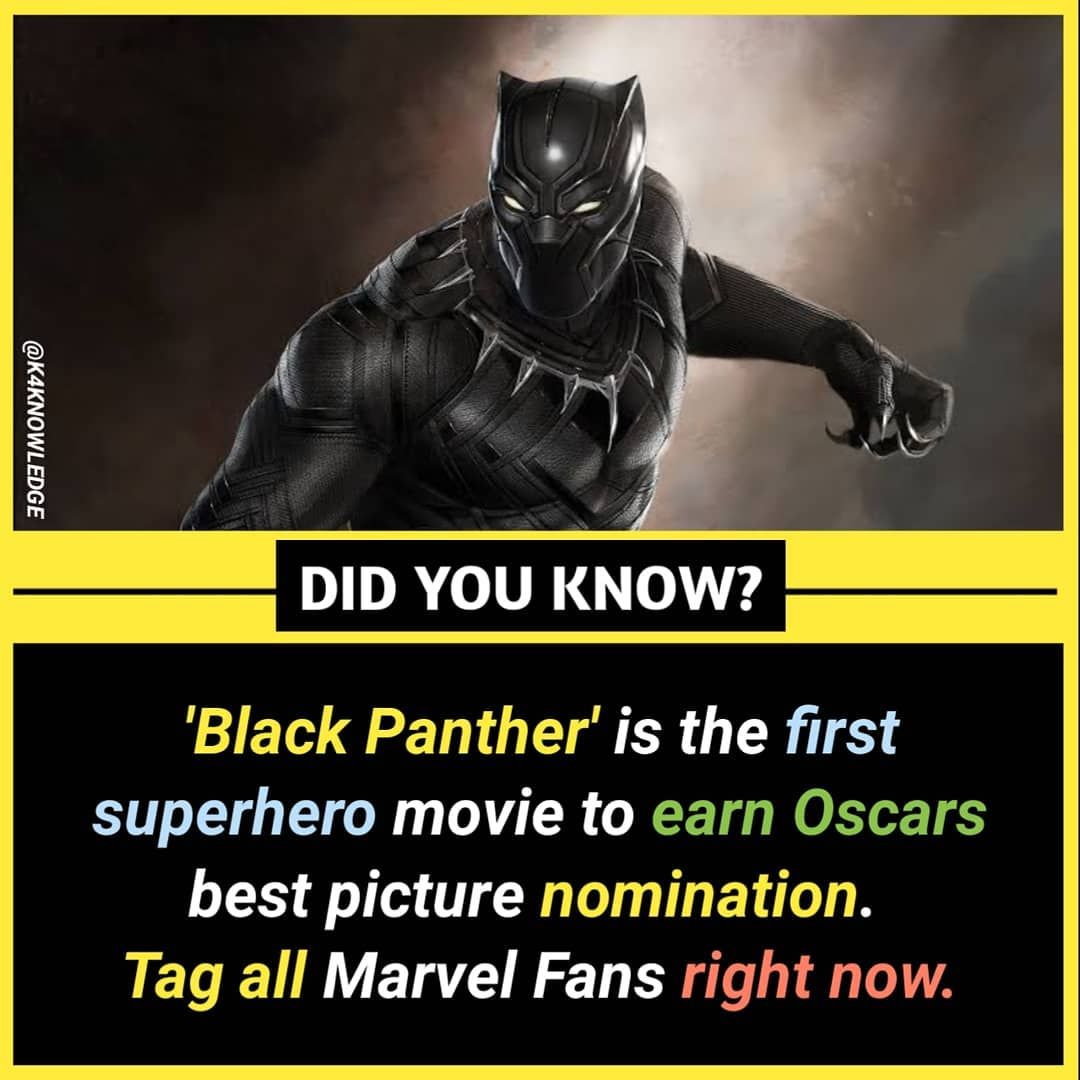 @K4KNOWLEDGE
DID YOU KNOW?
'Black Panther' is the first
superhero movie to earn Oscars
best picture nomination.
Tag all Marvel Fans right now.